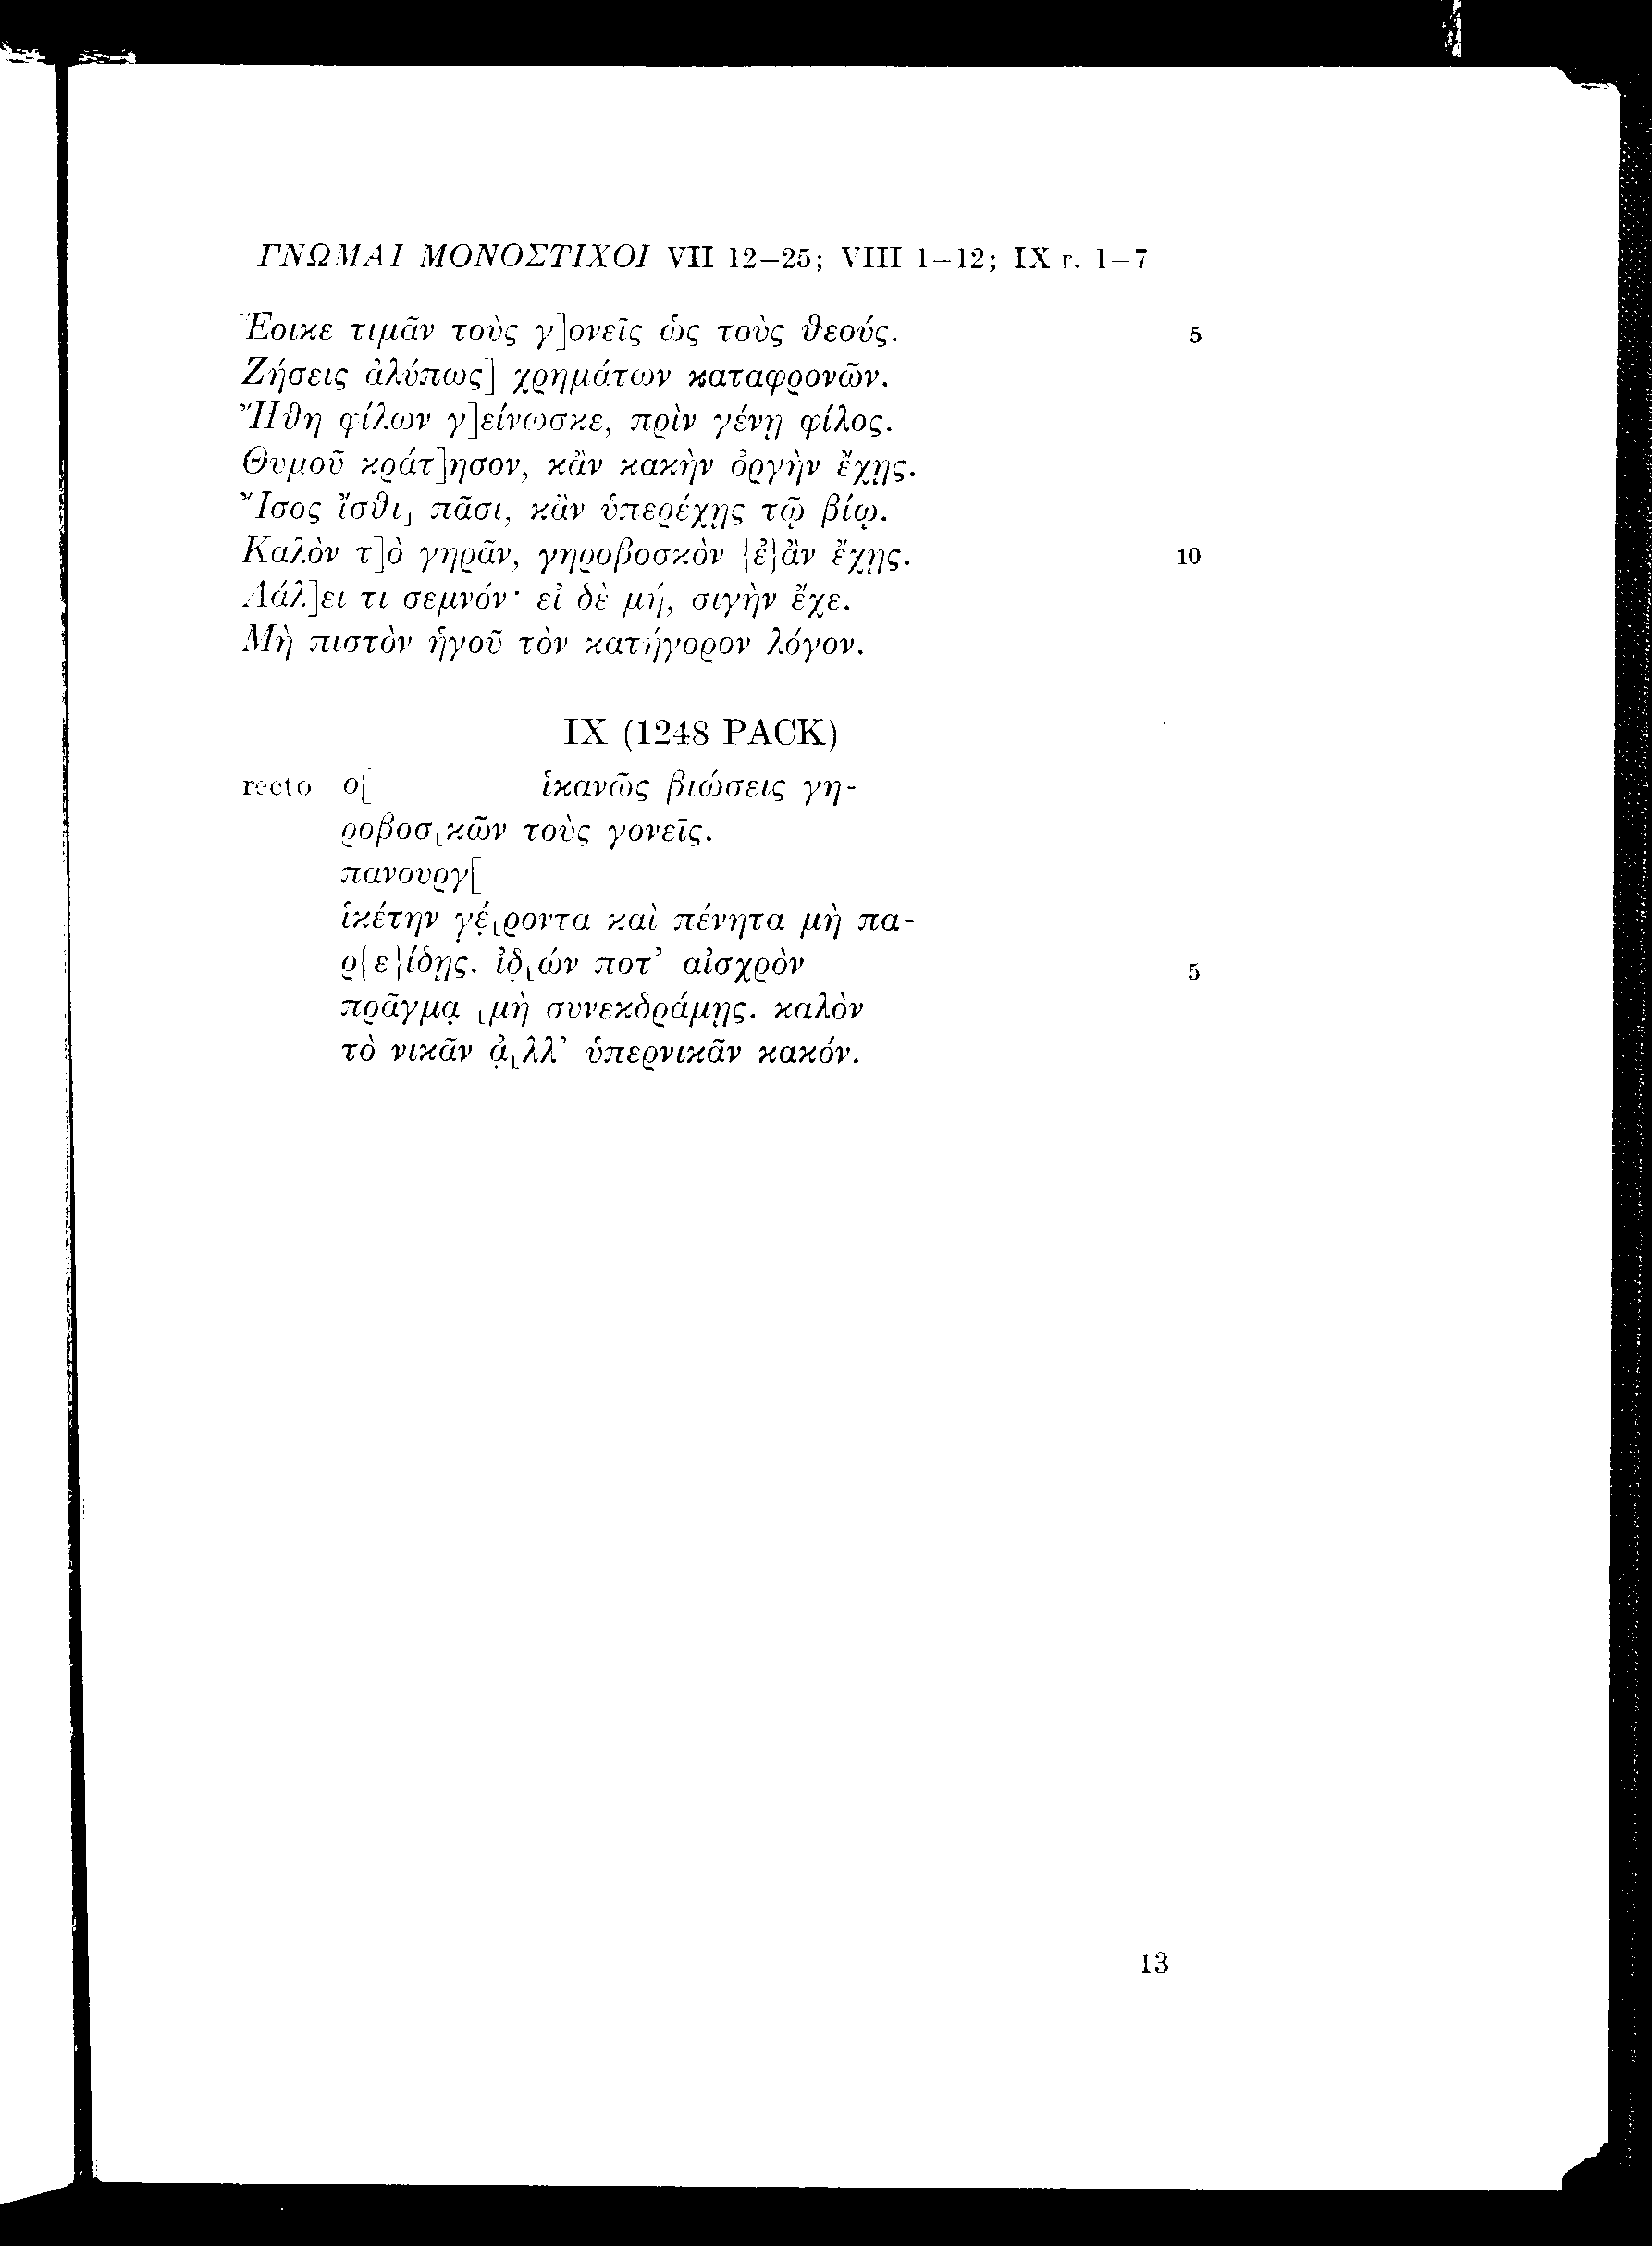 ΓΝΩΜΑΙ ΜΟΝΟΣΤΙΧΟΙ VII 12–25; VIII 1–12; IX r. 1–7
Ἔοικε τιμᾶν τοὺς γ]ονεῖς ὡς τοὺς θεούς. 5
Ζήσεις ἀλύπως] χρημάτων καταφρονῶν.
Ἤθη φίλων γ]είνωσκε, πρὶν γένῃ φίλος.
Θυμοῦ κράτ]ησον, κἂν κακὴν ὀργὴν ἔχῃς.
Ἴσος ἴσθι⌋ πᾶσι, κἂν ὑπερέχῃς τῷ βίῳ.
Καλὸν τ]ὸ γηρᾶν, γηροβοσκὸν {ἐ}ὰν ἔχῃς. 10
Λάλ]ει τι σεμνόν· εἰ δὲ μή, σιγὴν ἔχε.
Μὴ πιστὸν ἡγοῦ τὸν κατήγορον λόγον.
IX (1248 PACK)
recto ο[ ἱκανῶς βιώσεις γη-
ροβοσ⌊κῶν τοὺς γονεῖς.
πανουργ[
ἱκέτην γέ̣⌊ροντα καὶ πένητα μὴ πα-
ρ{ε}ίδῃς. ἰδ̣⌊ών ποτ’ αἰσχρὸν 5
πρᾶγμα̣ ⌊μὴ συνεκδράμῃς. καλὸν
τὸ νικᾶν ἀ̣⌊λλ’ ὑπερνικᾶν κακόν.
13